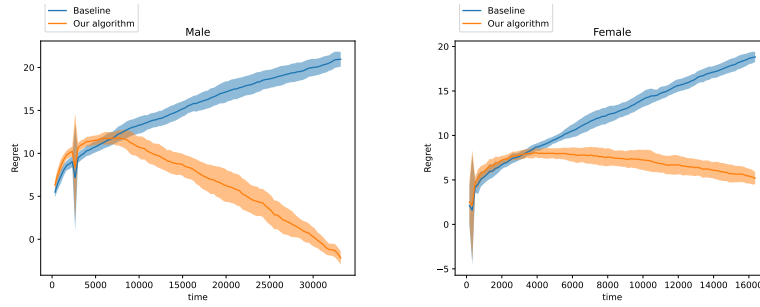 Baseline
Our algorithm
Male
Regret
20
15
10
5
0
0 5000 10000 15000 20000 25000 30000
time
Baseline
Our algorithm
Female
Regret
20
15
10
5
0
−5
0 2000 4000 6000 8000 10000 12000 14000 16000
time